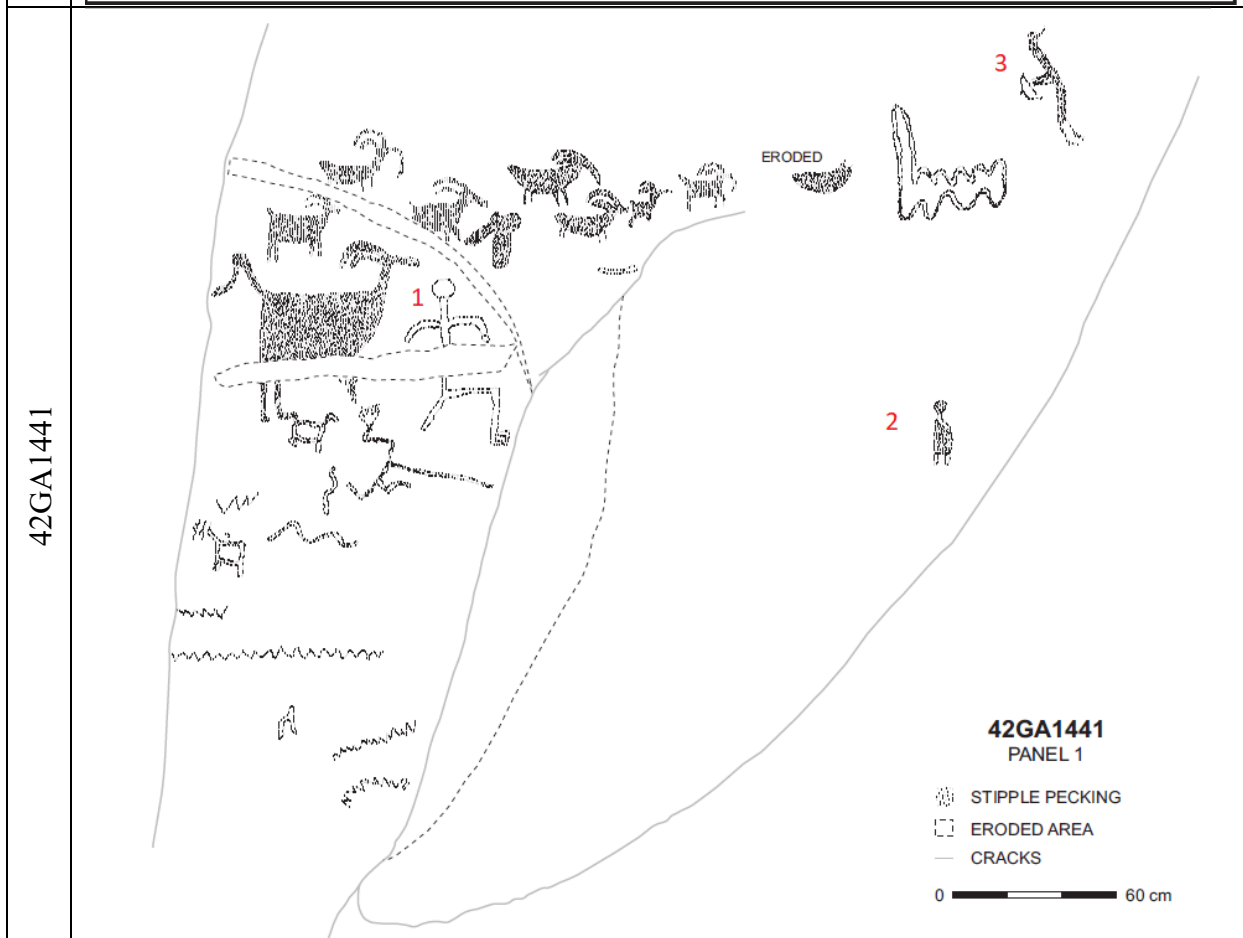 42GA1441
3
ERODED
1
2
42GA1441
PANEL 1
STIPPLE PECKING
ERODED AREA
CRACKS
0 60 cm